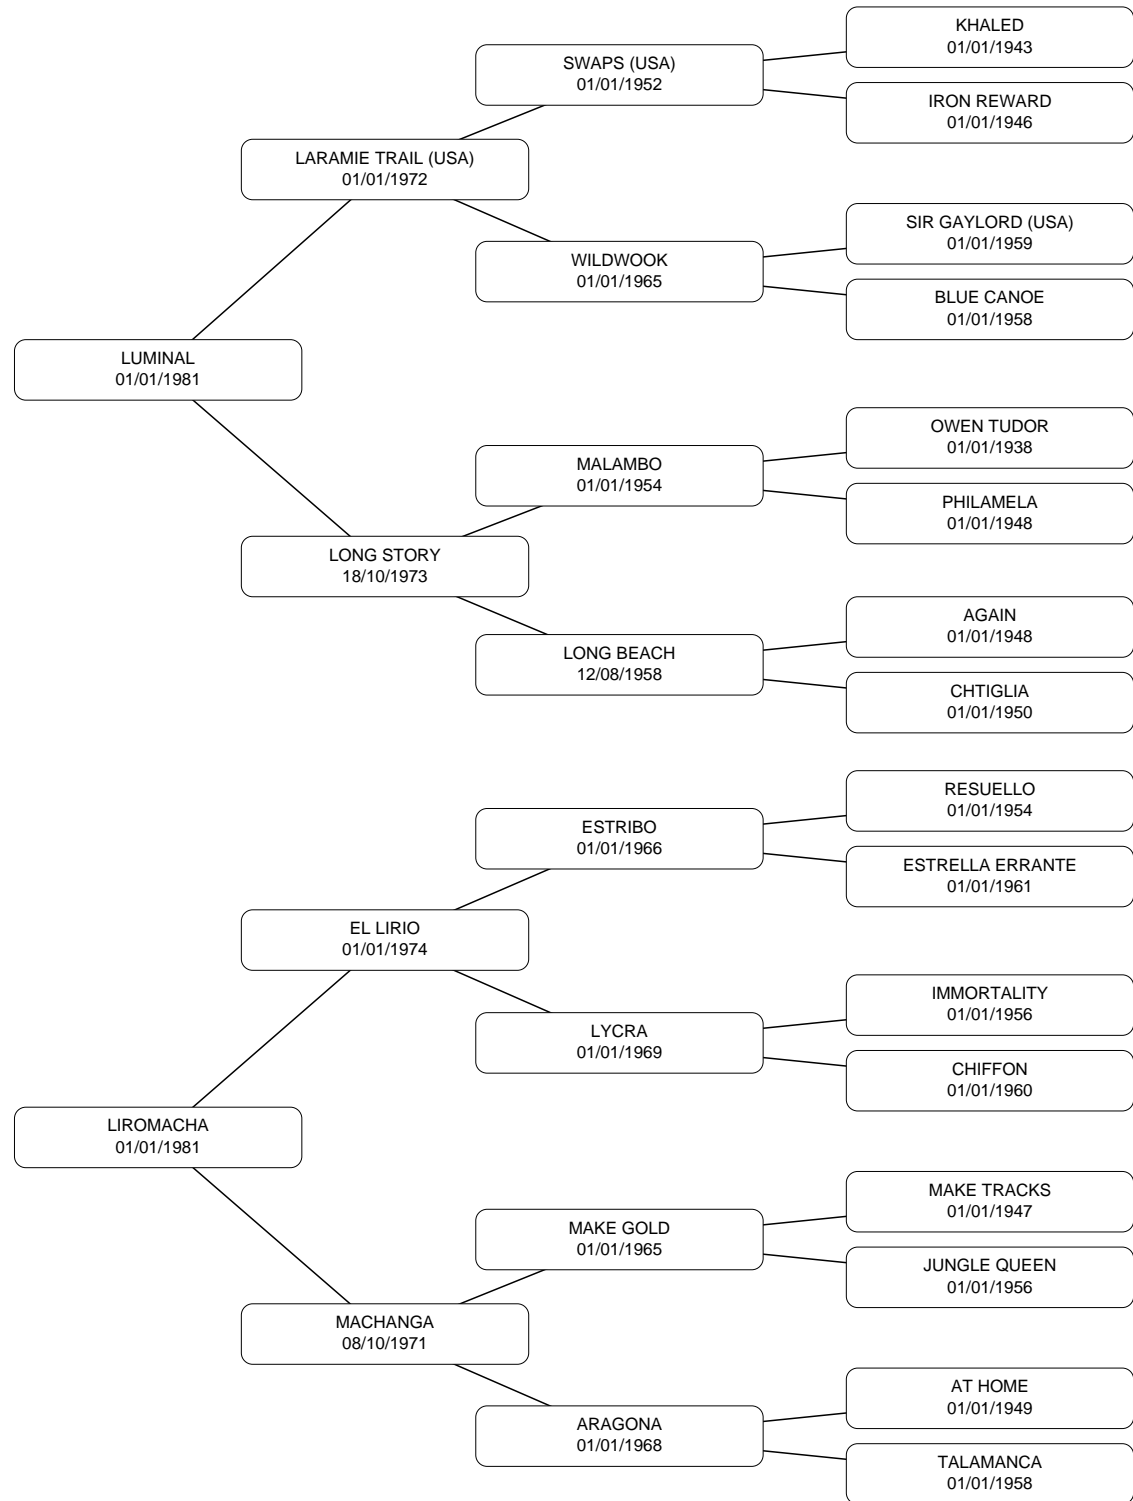 KHALED
01/01/1943
SWAPS (USA)
01/01/1952
IRON REWARD
01/01/1946
LARAMIE TRAIL (USA)
01/01/1972
SIR GAYLORD (USA)
01/01/1959
WILDWOOK
01/01/1965
BLUE CANOE
01/01/1958
LUMINAL
01/01/1981
OWEN TUDOR
01/01/1938
MALAMBO
01/01/1954
PHILAMELA
01/01/1948
LONG STORY
18/10/1973
AGAIN
01/01/1948
LONG BEACH
12/08/1958
CHTIGLIA
01/01/1950
RESUELLO
01/01/1954
ESTRIBO
01/01/1966
ESTRELLA ERRANTE
01/01/1961
EL LIRIO
01/01/1974
IMMORTALITY
01/01/1956
LYCRA
01/01/1969
CHIFFON
01/01/1960
LIROMACHA
01/01/1981
MAKE TRACKS
01/01/1947
MAKE GOLD
01/01/1965
JUNGLE QUEEN
01/01/1956
MACHANGA
08/10/1971
AT HOME
01/01/1949
ARAGONA
01/01/1968
TALAMANCA
01/01/1958